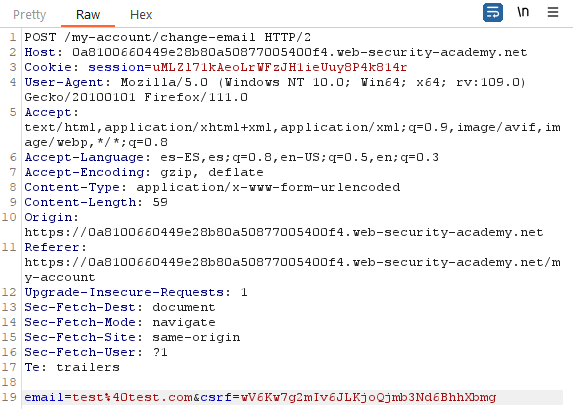 Pretty Raw Hex \n
1 POST /my-account/change-email HTTP/2
2 Host: 0a8100660449e28b80a50877005400f4.web-security-academy.net
3 Cookie: session=uMLZ171kAeoLrWFzJH1ieUuy8P4k814r
4 User-Agent: Mozilla/5.0 (Windows NT 10.0; Win64; x64; rv:109.0)
Gecko/20100101 Firefox/111.0
5 Accept:
text/html,application/xhtml+xml,application/xml;q=0.9,image/avif,im
age/webp,*/*;q=0.8
6 Accept-Language: es-ES,es;q=0.8,en-US;q=0.5,en;q=0.3
7 Accept-Encoding: gzip, deflate
8 Content-Type: application/x-www-form-urlencoded
9 Content-Length: 59
10 Origin:
https://0a8100660449e28b80a50877005400f4.web-security-academy.net
11 Referer:
https://0a8100660449e28b80a50877005400f4.web-security-academy.net/m
y-account
12 Upgrade-Insecure-Requests: 1
13 Sec-Fetch-Dest: document
14 Sec-Fetch-Mode: navigate
15 Sec-Fetch-Site: same-origin
16 Sec-Fetch-User: ?1
17 Te: trailers
18
19 email=test%40test.com&csrf=wV6Kw7g2mIv6JLKjoQjmb3Nd6BhhXbmg